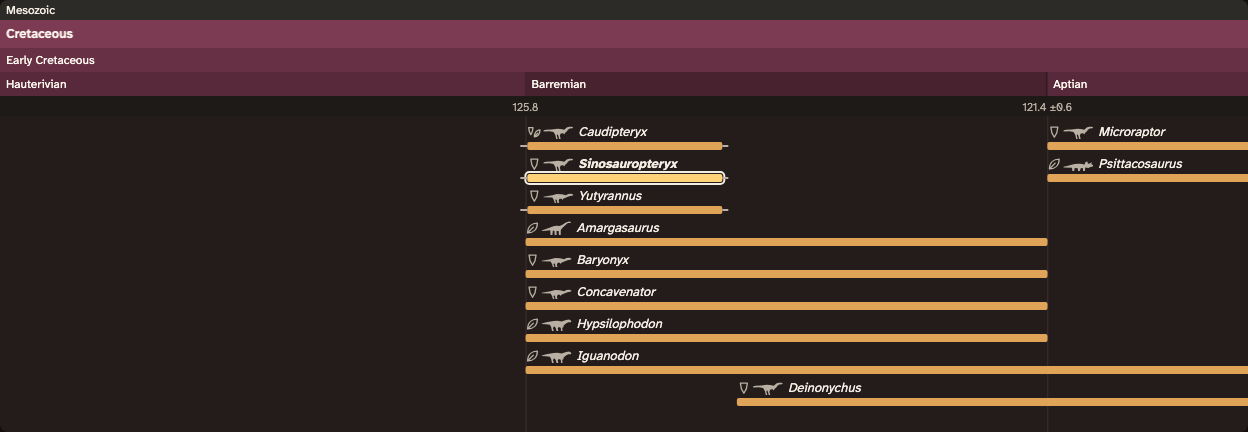 Mesozoic
Cretaceous
Early Cretaceous
Hauterivian Barremian Aptian
125.8 121.4 ±0.6
Caudipteryx Microraptor
Sinosauropteryx Psittacosaurus
Yutyrannus
Amargasaurus
Baryonyx
Concavenator
Hypsilophodon
Iguanodon
Deinonychus